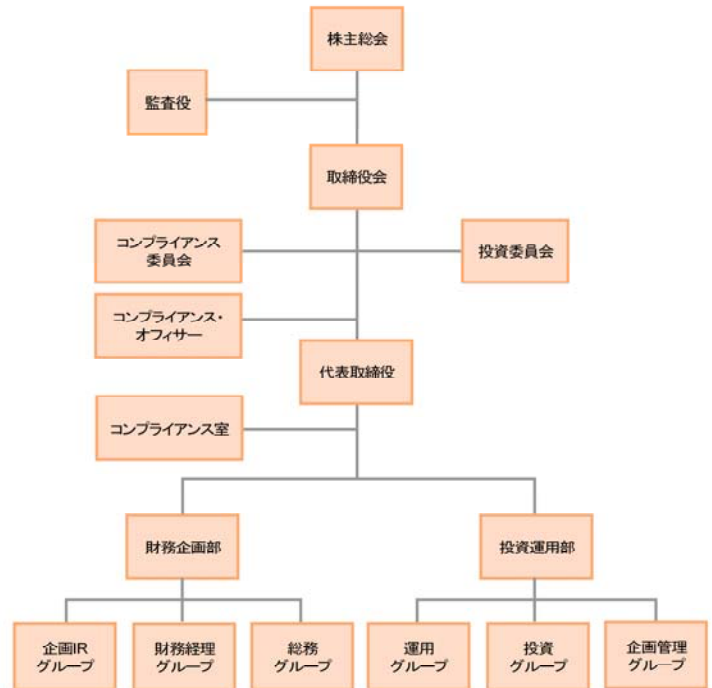 株主総会
監査役
取締役会
コンプライアンス
委員会
投資委員会
コンプライアンス・
オフィサー
代表取締役
コンプライアンス室
財務企画部
投資運用部
企画IR
グループ
財務経理
グループ
総務
グループ
運用
グループ
投資
グループ
企画管理
グループ